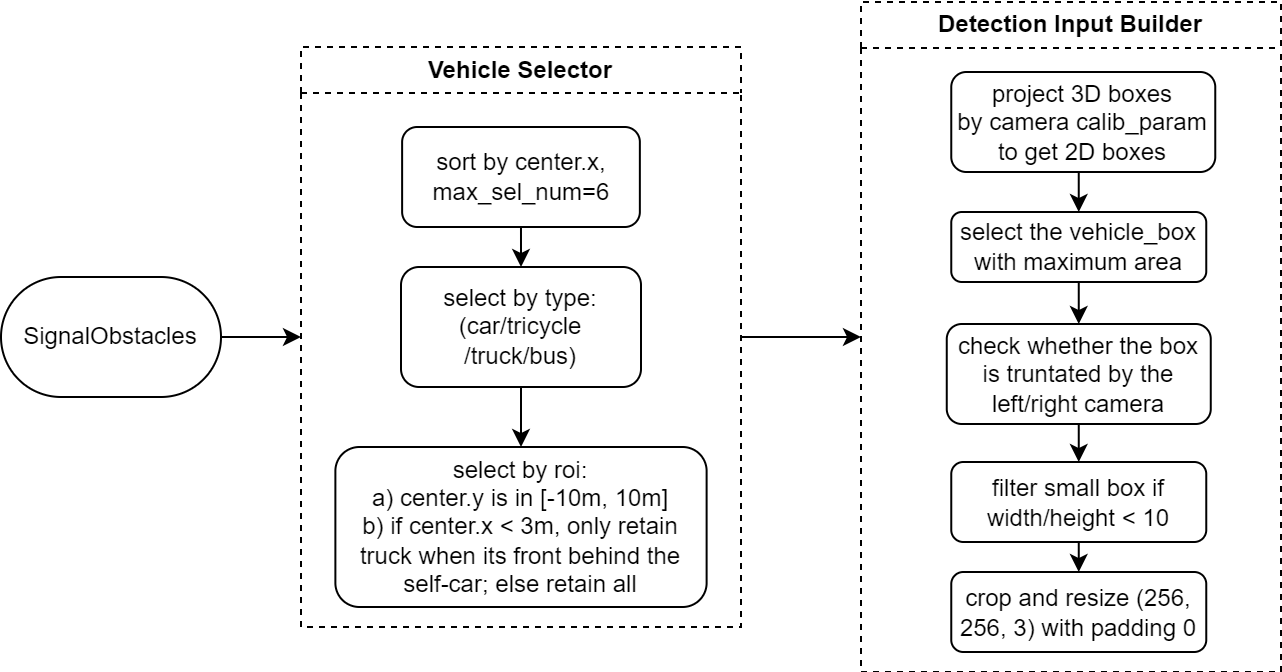 SignalObstacles
Vehicle Selector
sort by center.x,
max_sel_num=6
select by type:
(car/tricycle
/truck/bus)
select by roi:
a) center.y is in [-10m, 10m]
b) if center.x < 3m, only retain
truck when its front behind the
self-car; else retain all
Detection Input Builder
project 3D boxes
by camera calib_param
to get 2D boxes
select the vehicle_box
with maximum area
check whether the box
is truntated by the
left/right camera
filter small box if
width/height < 10
crop and resize (256,
256, 3) with padding 0